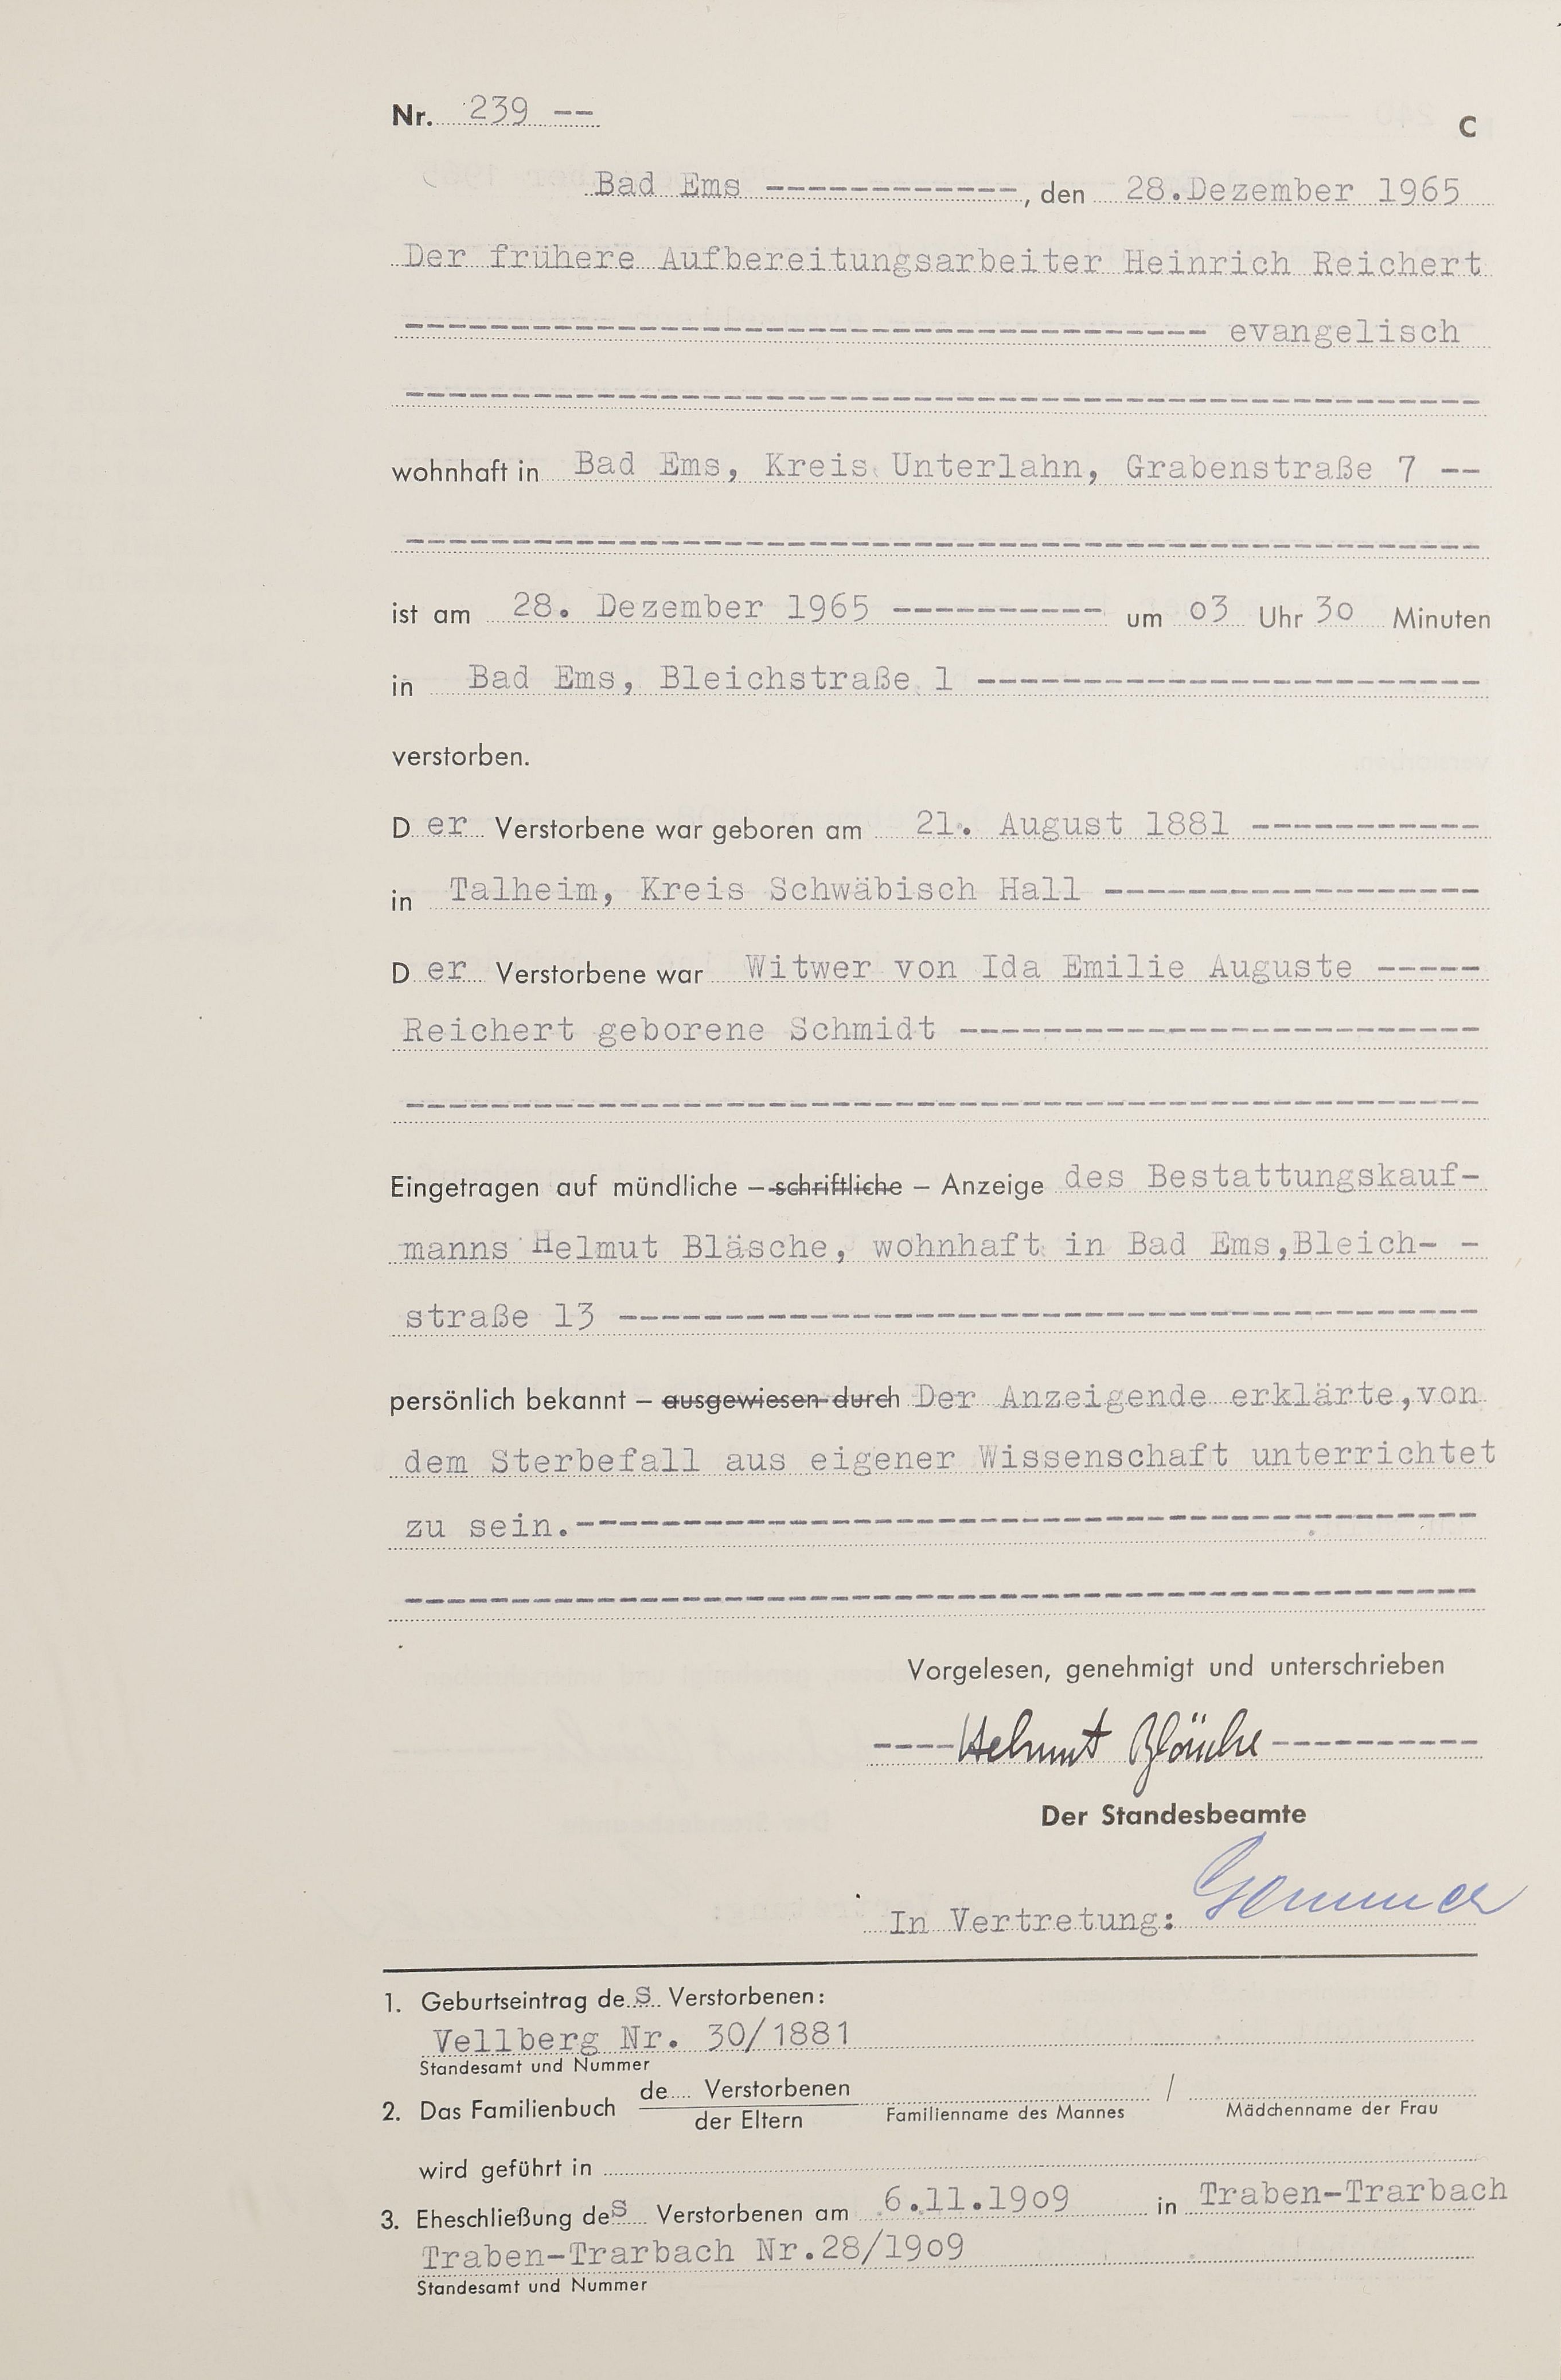 Nr. 239 --
C
Bad Ems ------------, den 28.Dezember 1965
Der frühere Aufbereitungsarbeiter Heinrich Reichert
-------------------------------------- evangelisch
---------------------------------------------------
wohnhaft in Bad Ems, Kreis Unterlahn, Grabenstraße 7 --
---------------------------------------------------
ist am 28. Dezember 1965 ---------- um 03 Uhr 30 Minuten
in Bad Ems, Bleichstraße 1 ------------------------
verstorben.
Der Verstorbene war geboren am 21. August 1881 -----------
in Talheim, Kreis Schwäbisch Hall ------------------
Der Verstorbene war Witwer von Ida Emilie Auguste -----
Reichert geborene Schmidt -------------------------
---------------------------------------------------
Eingetragen auf mündliche – schriftliche – Anzeige des Bestattungskauf-
manns Helmut Bläsche, wohnhaft in Bad Ems,Bleich- -
straße 13 -----------------------------------------
persönlich bekannt – ausgewiesen durch Der Anzeigende erklärte,von
dem Sterbefall aus eigener Wissenschaft unterrichtet
zu sein.-------------------------------------------
---------------------------------------------------
Vorgelesen, genehmigt und unterschrieben
----Helmut Bläsche----------
Der Standesbeamte
In Vertretung:
1. Geburtseintrag des Verstorbenen:
Vellberg Nr. 30/1881
Standesamt und Nummer
2. Das Familienbuch de.... Verstorbenen / der Eltern
/
Familienname des Mannes Mädchenname der Frau
wird geführt in
3. Eheschließung des Verstorbenen am 6.11.1909 in Traben-Trarbach
Traben-Trarbach Nr.28/1909
Standesamt und Nummer